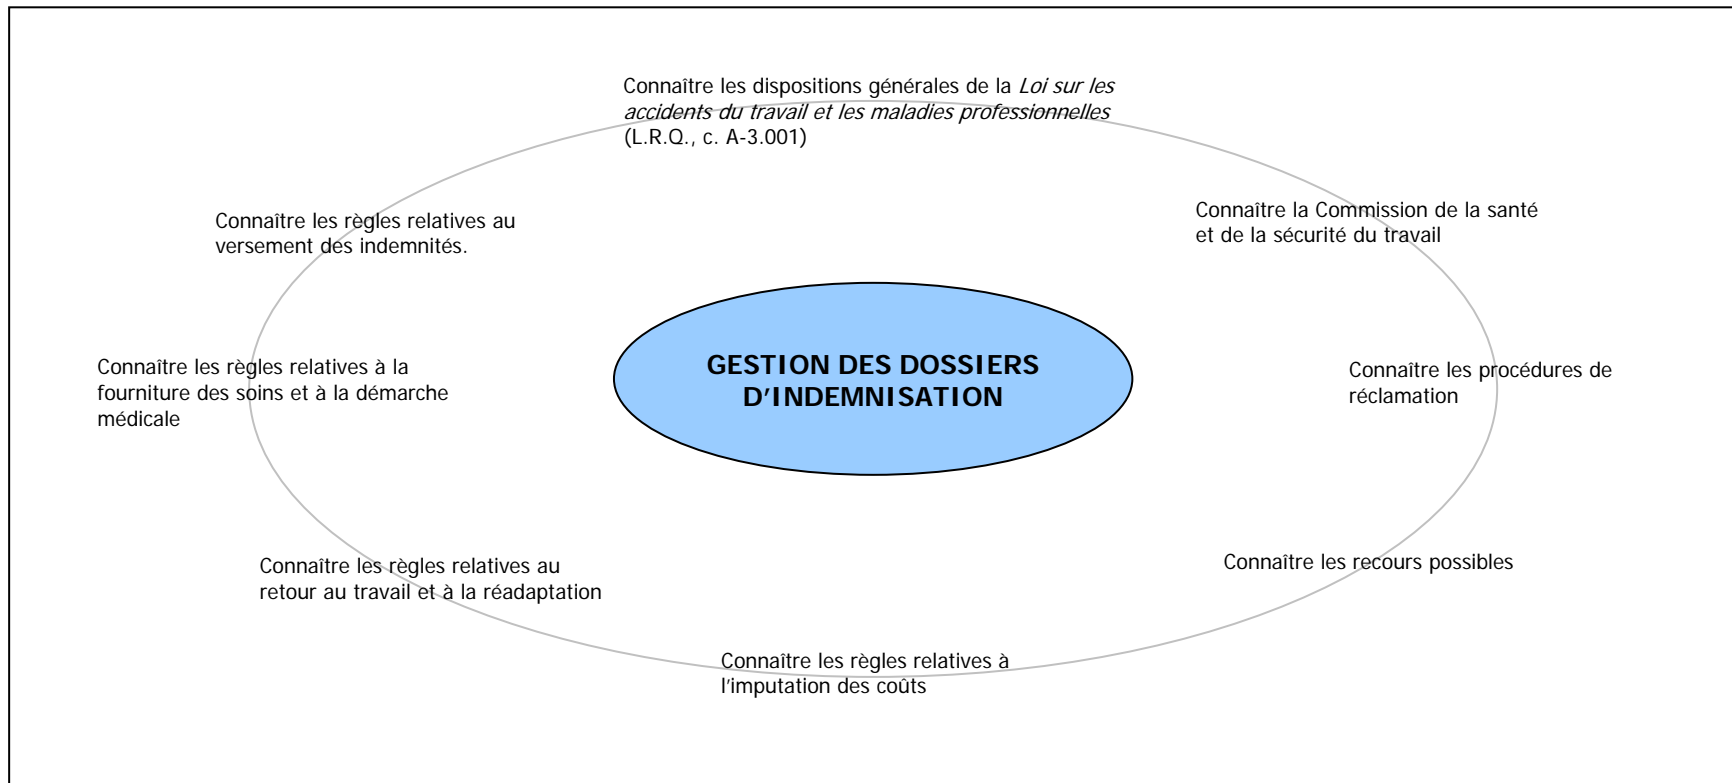 Connaître les dispositions générales de la Loi sur les
accidents du travail et les maladies professionnelles
(L.R.Q., c. A-3.001)
Connaître la Commission de la santé
et de la sécurité du travail
Connaître les règles relatives au
versement des indemnités.
GESTION DES DOSSIERS
D'INDEMNISATION
Connaître les procédures de
réclamation
Connaître les règles relatives à la
fourniture des soins et à la démarche
médicale
Connaître les recours possibles
Connaître les règles relatives au
retour au travail et à la réadaptation
Connaître les règles relatives à
l'imputation des coûts